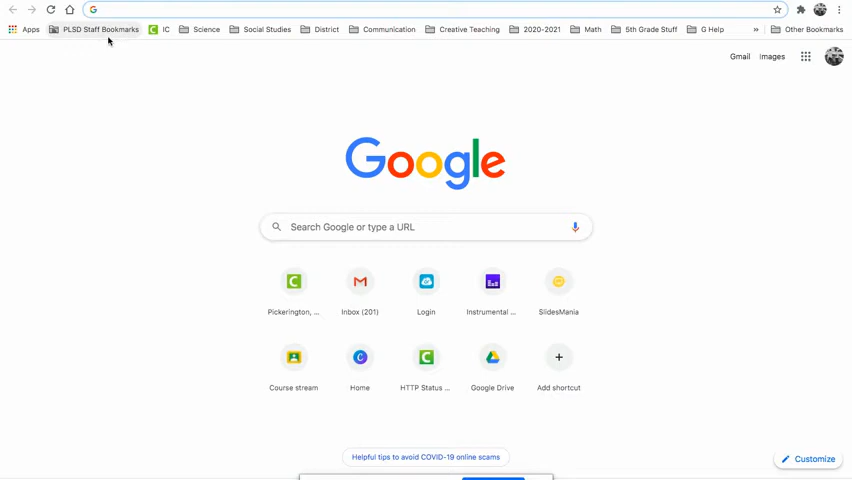 Apps PLSD Staff Bookmarks IC Science Social Studies District Communication Creative Teaching 2020-2021 Math 5th Grade Stuff G Help » Other Bookmarks
Gmail Images
Google
Search Google or type a URL
Pickerington, ... Inbox (201) Login Instrumental ... SlidesMania
Course stream Home HTTP Status ... Google Drive Add shortcut
Helpful tips to avoid COVID-19 online scams
Customize